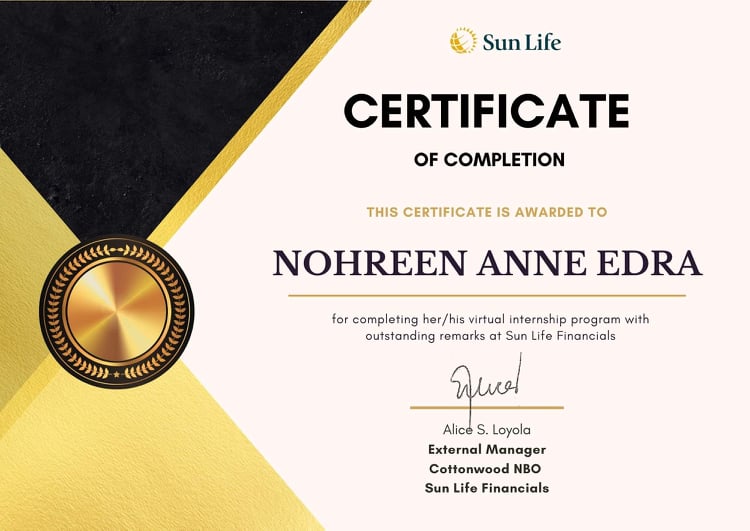 Sun Life
CERTIFICATE
OF COMPLETION
THIS CERTIFICATE IS AWARDED TO
NOHREEN ANNE EDRA
for completing her/his virtual internship program with
outstanding remarks at Sun Life Financials
Alice S. Loyola
External Manager
Cottonwood NBO
Sun Life Financials